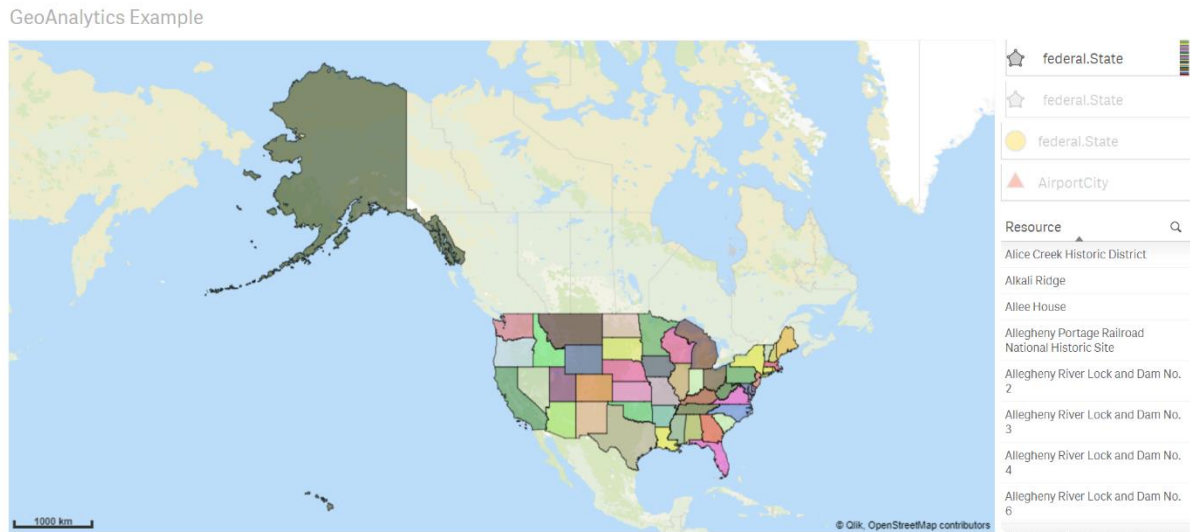 GeoAnalytics Example
federal.State
federal.State
federal.State
AirportCity
Resource
Alice Creek Historic District
Alkali Ridge
Allee House
Allegheny Portage Railroad
National Historic Site
Allegheny River Lock and Dam No.
2
Allegheny River Lock and Dam No.
3
Allegheny River Lock and Dam No.
4
Allegheny River Lock and Dam No.
6
1000 km
© Qlik, OpenStreetMap contributors